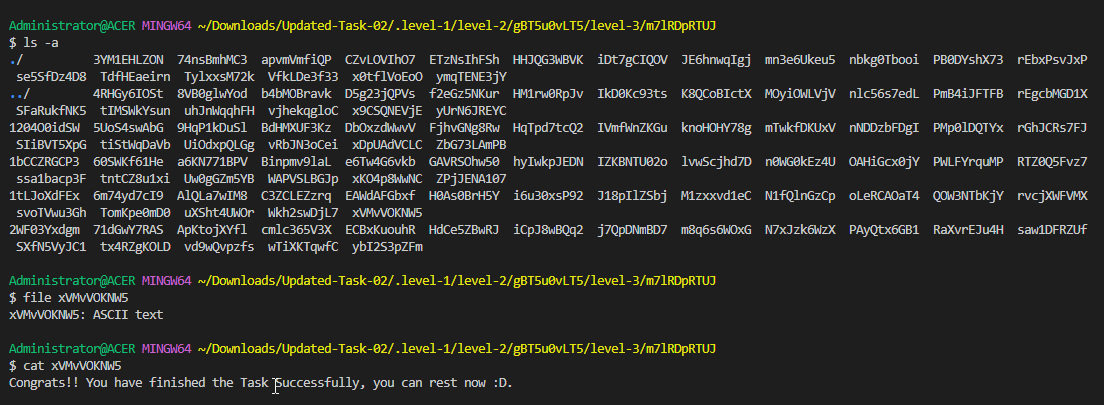 Administrator@ACER MINGW64 ~/Downloads/Updated-Task-02/.level-1/level-2/gBT5u0vLT5/level-3/m7lRDpRTUJ
$ ls -a
./ 3YM1EHLZON 74nsBmhMC3 apvmVmfiQP CZvLOVIhO7 ETzNsIhFSh HHJQG3WBVK iDt7gCIQOV JE6hnwqIgj mn3e6Ukeu5 nbkg0Tbooi PB0DYshX73 rEbxPsvJxP
se5SfDz4D8 TdfHEaeirn TylxxsM72k VfkLDe3f33 x0tflVoEoO ymqTENE3jY
../ 4RHGy6IOSt 8VB0glwYod b4bMOBravk D5g23jQPVs f2eGz5NKur HM1rw0RpJv IkD0Kc93ts K8QCoBIctX MOyiOWLVjV nlc56s7edL PmB4iJFTFB rEgcbMGD1X
SFaRukfNK5 tIMSWkYsun uhJnWqqhFH vjhekqgloC x9CSQNEVjE yUrN6JREYC
1204O0idSW 5UoS4swAbG 9HqP1kDuSl BdHMXUF3Kz DbOxzdWwvV FjhvGNg8Rw HqTpd7tcQ2 IVmfWnZKGu knoHOHY78g mTwkfDKUxV nNDDzbFDgI PMp0lDQTYx rGhJCRs7FJ
SIiBVT5XpG tiStWqDaVb UiOdxpQLGg vRbJN3oCei xDpUAdVCLC ZbG73LAmPB
1bCCZRGCP3 60SWKf61He a6KN771BPV Binpmv9laL e6Tw4G6vkb GAVRSOhw50 hyIwkpJEDN IZKBNTU02o lvwScjhd7D n0WG0kEz4U OAHiGcx0jY PWLFYrquMP RTZ0Q5Fvz7
ssa1bacp3F tntCZ8u1xi Uw0gGZm5YB WAPVSLBGJp xKO4p8WwNC ZPjJENA107
1tLJoXdFEx 6m74yd7cI9 AlQLa7wIM8 C3ZCLEZzrq EAWdAFGbxf H0As0BrH5Y i6u30xsP92 J18pIlZSbj M1zxxvd1eC N1fQlnGzCp oLeRCAOaT4 QOW3NTbKjY rvcjXWFVMX
svoTVwu3Gh TomKpe0mD0 uXSht4UWOr Wkh2swDjL7 xVMvVOKNW5
2WF03Yxdgm 71dGwY7RAS ApKtojXYfl cmlc365V3X ECBxKuouhR HdCe5ZBwRJ iCpJ8wBQq2 j7QpDNmBD7 m8q6s6WOxG N7xJzk6WzX PAyQtx6GB1 RaXvrEJu4H saw1DFRZUf
SXfN5VyJC1 tx4RZgKOLD vd9wQvpzfs wTiXKTqwfC ybI2S3pZFm
Administrator@ACER MINGW64 ~/Downloads/Updated-Task-02/.level-1/level-2/gBT5u0vLT5/level-3/m7lRDpRTUJ
$ file xVMvVOKNW5
xVMvVOKNW5: ASCII text
Administrator@ACER MINGW64 ~/Downloads/Updated-Task-02/.level-1/level-2/gBT5u0vLT5/level-3/m7lRDpRTUJ
$ cat xVMvVOKNW5
Congrats!! You have finished the Task Successfully, you can rest now :D.